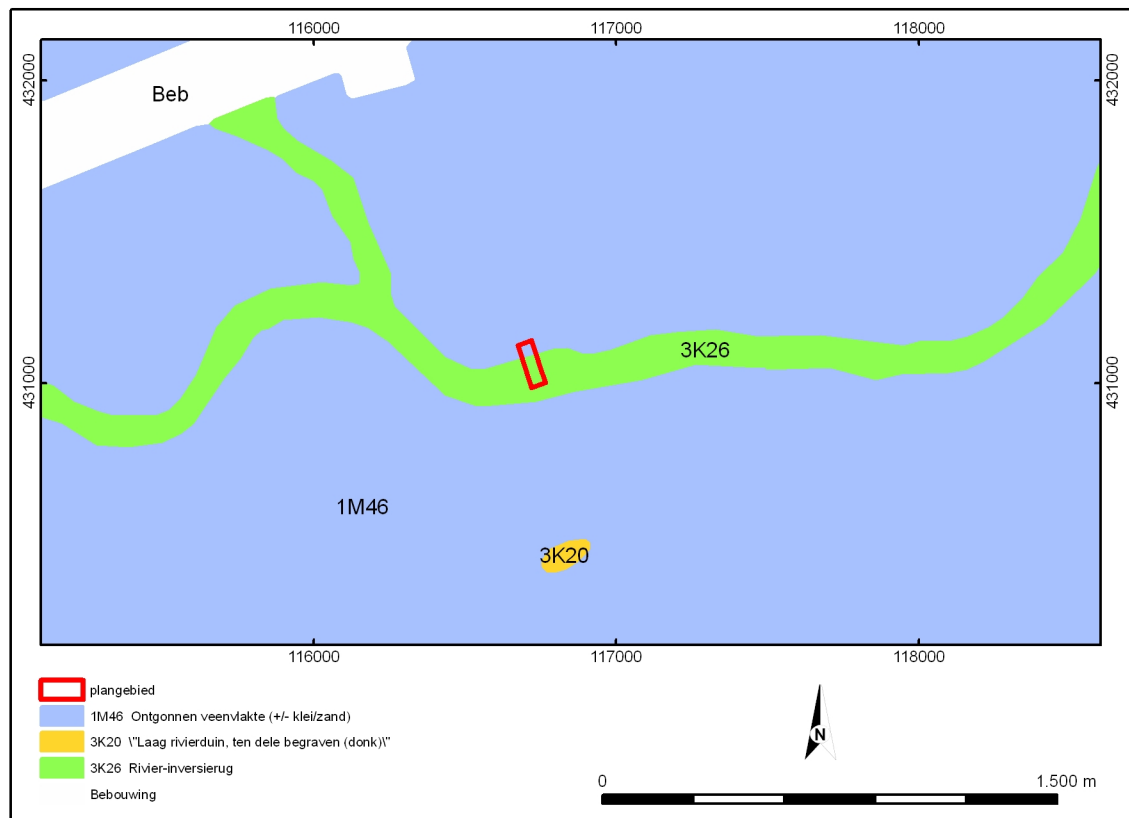 116000 117000 118000
432000 432000
Beb
431000 431000
3K26
1M46
3K20
116000 117000 118000
plangebied
1M46 Ontgonnen veenvlakte (+/- klei/zand)
3K20 \"Laag rivierduin, ten dele begraven (donk)\"
3K26 Rivier-inversierug
Bebouwing
N
0 1.500 m